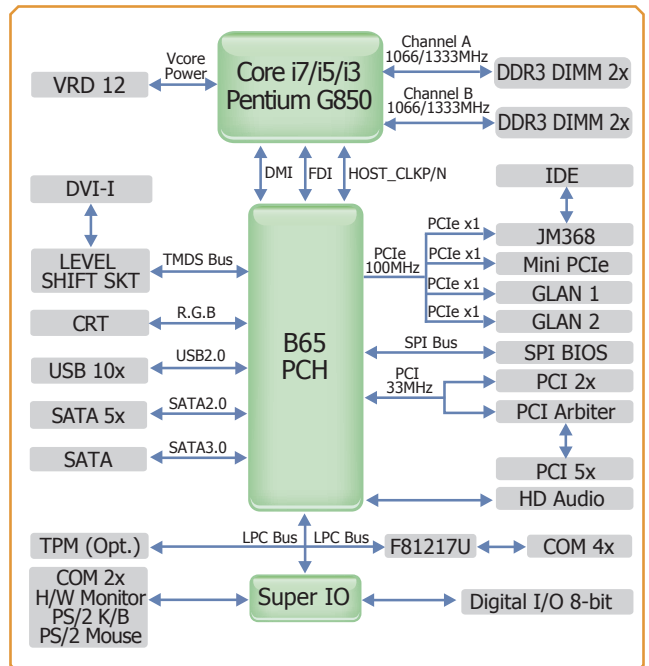 Core i7/i5/i3
Pentium G850
VRD 12
Vcore
Power
Channel A
1066/1333MHz
DDR3 DIMM 2x
Channel B
1066/1333MHz
DDR3 DIMM 2x
DMI
FDI
HOST_CLKP/N
DVI-I
LEVEL
SHIFT SKT
TMDS Bus
CRT
R.G.B
USB 10x
USB2.0
SATA 5x
SATA2.0
SATA
SATA3.0
B65
PCH
PCIe
100MHz
IDE
PCIe x1
JM368
PCIe x1
Mini PCIe
PCIe x1
GLAN 1
PCIe x1
GLAN 2
SPI Bus
SPI BIOS
PCI
33MHz
PCI 2x
PCI Arbiter
PCI 5x
HD Audio
TPM (Opt.)
LPC Bus
LPC Bus
F81217U
COM 4x
COM 2x
H/W Monitor
PS/2 K/B
PS/2 Mouse
Super IO
Digital I/O 8-bit